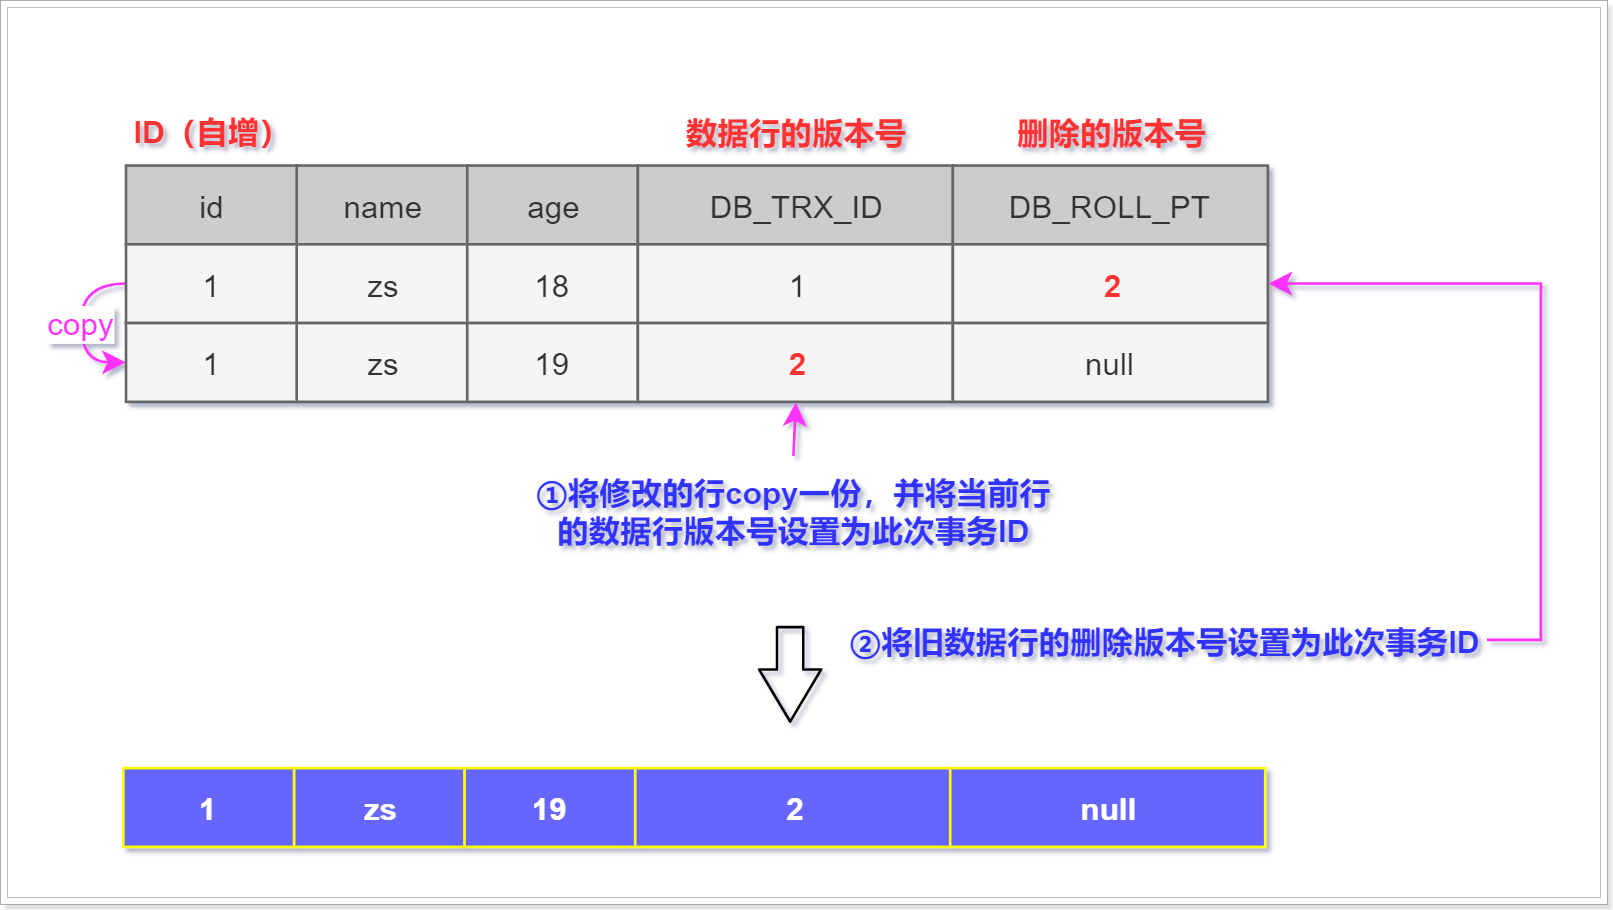 ID（自增） 数据行的版本号 删除的版本号
id name age DB_TRX_ID DB_ROLL_PT
1 zs 18 1 2
copy
1 zs 19 2 null
①将修改的行copy一份，并将当前行
的数据行版本号设置为此次事务ID
②将旧数据行的删除版本号设置为此次事务ID
1 zs 19 2 null